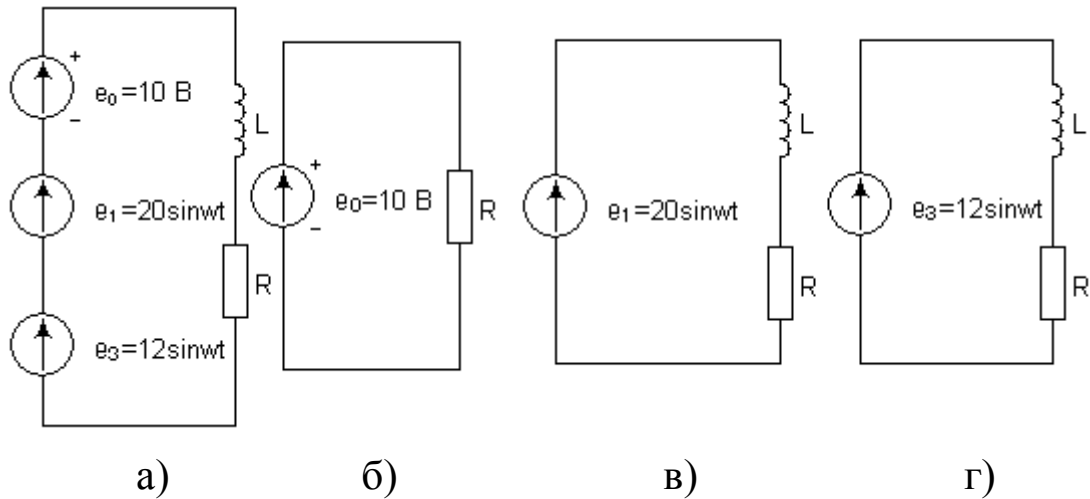 +
e₀=10 В
−
L
e₁=20sinwt
R
e₃=12sinwt
а)
+
e₀=10 В
−
R
б)
L
e₁=20sinwt
R
в)
L
e₃=12sinwt
R
г)